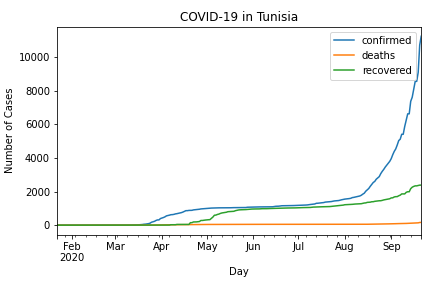 COVID-19 in Tunisia
confirmed
deaths
recovered
Number of Cases
10000
8000
6000
4000
2000
0
Feb Mar Apr May Jun Jul Aug Sep
2020
Day